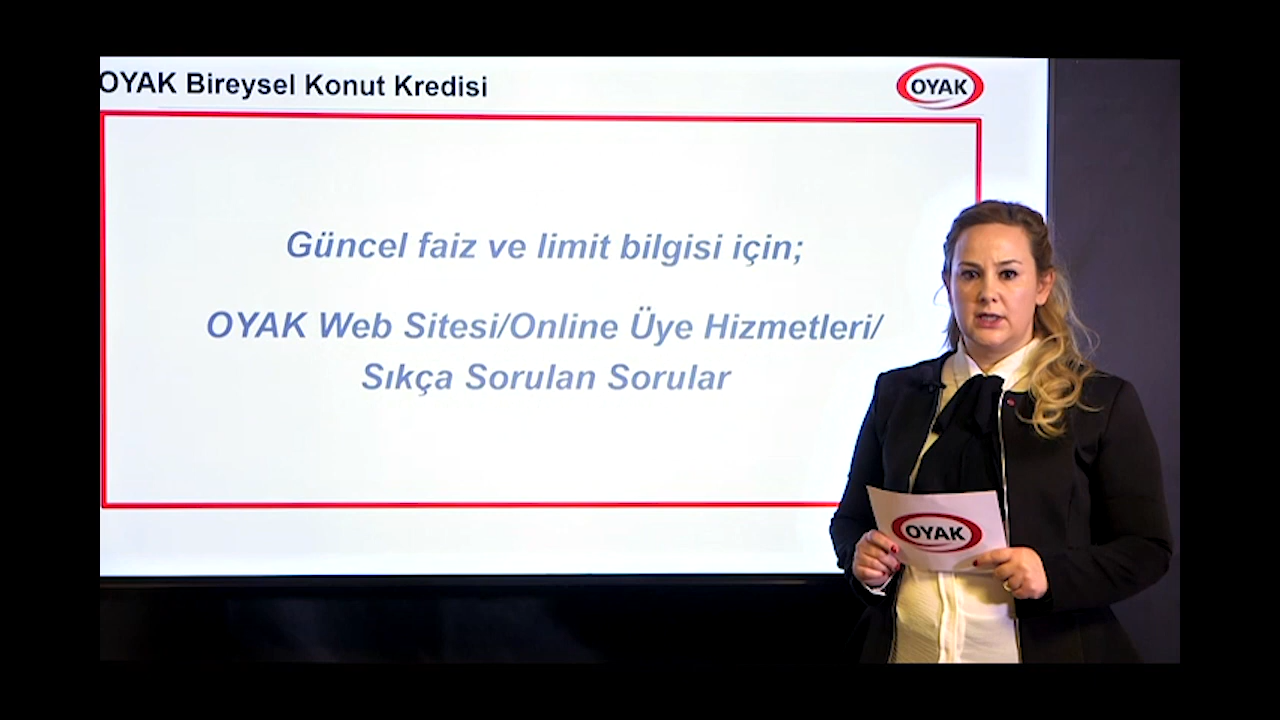 OYAK Bireysel Konut Kredisi
OYAK
Güncel faiz ve limit bilgisi için;
OYAK Web Sitesi/Online Üye Hizmetleri/
Sıkça Sorulan Sorular
OYAK